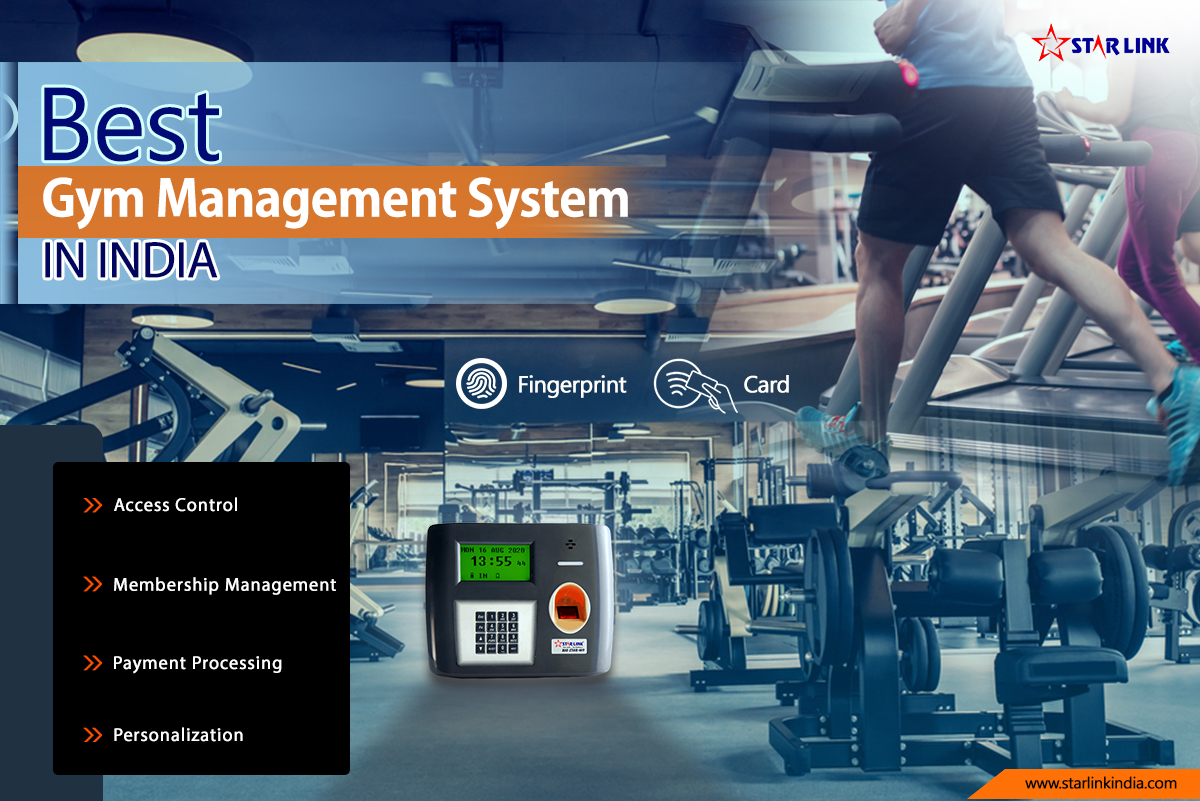 STAR LINK
Best
Gym Management System
IN INDIA
Fingerprint
Card
Access Control
Membership Management
Payment Processing
Personalization
MON 16 AUG 2020
13:55 44
IN
STAR LINK
www.starlinkindia.com